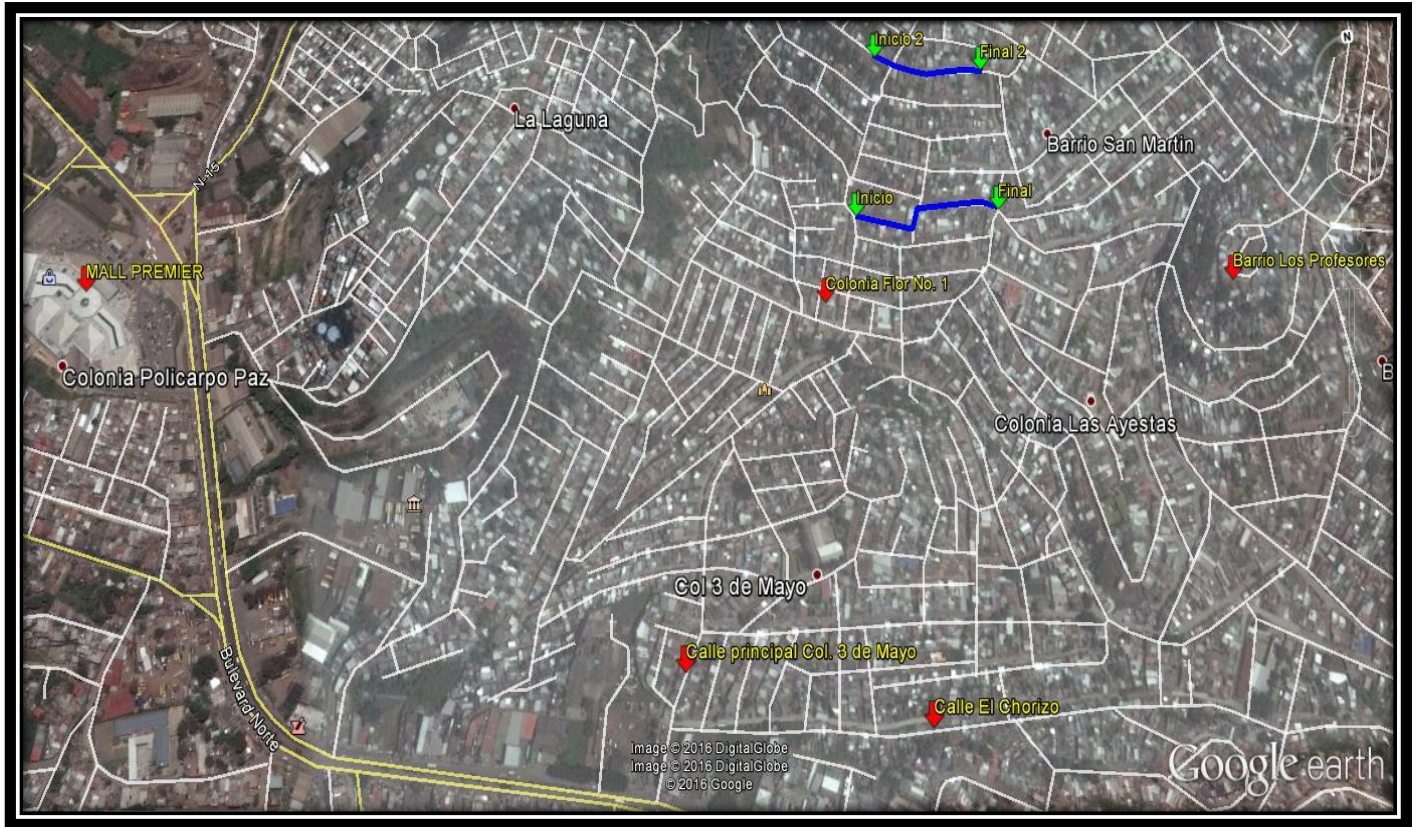 Inicio 2
Final 2
La Laguna
Barrio San Martin
N-15
Inicio
Final
MALL PREMIER
Barrio Los Profesores
Colonia Flor No. 1
Colonia Policarpo Paz
B
Colonia Las Ayestas
Col 3 de Mayo
Calle principal Col. 3 de Mayo
Bulevard Norte
Calle El Chorizo
Image © 2016 DigitalGlobe
Image © 2016 DigitalGlobe
© 2016 Google
Google earth
N